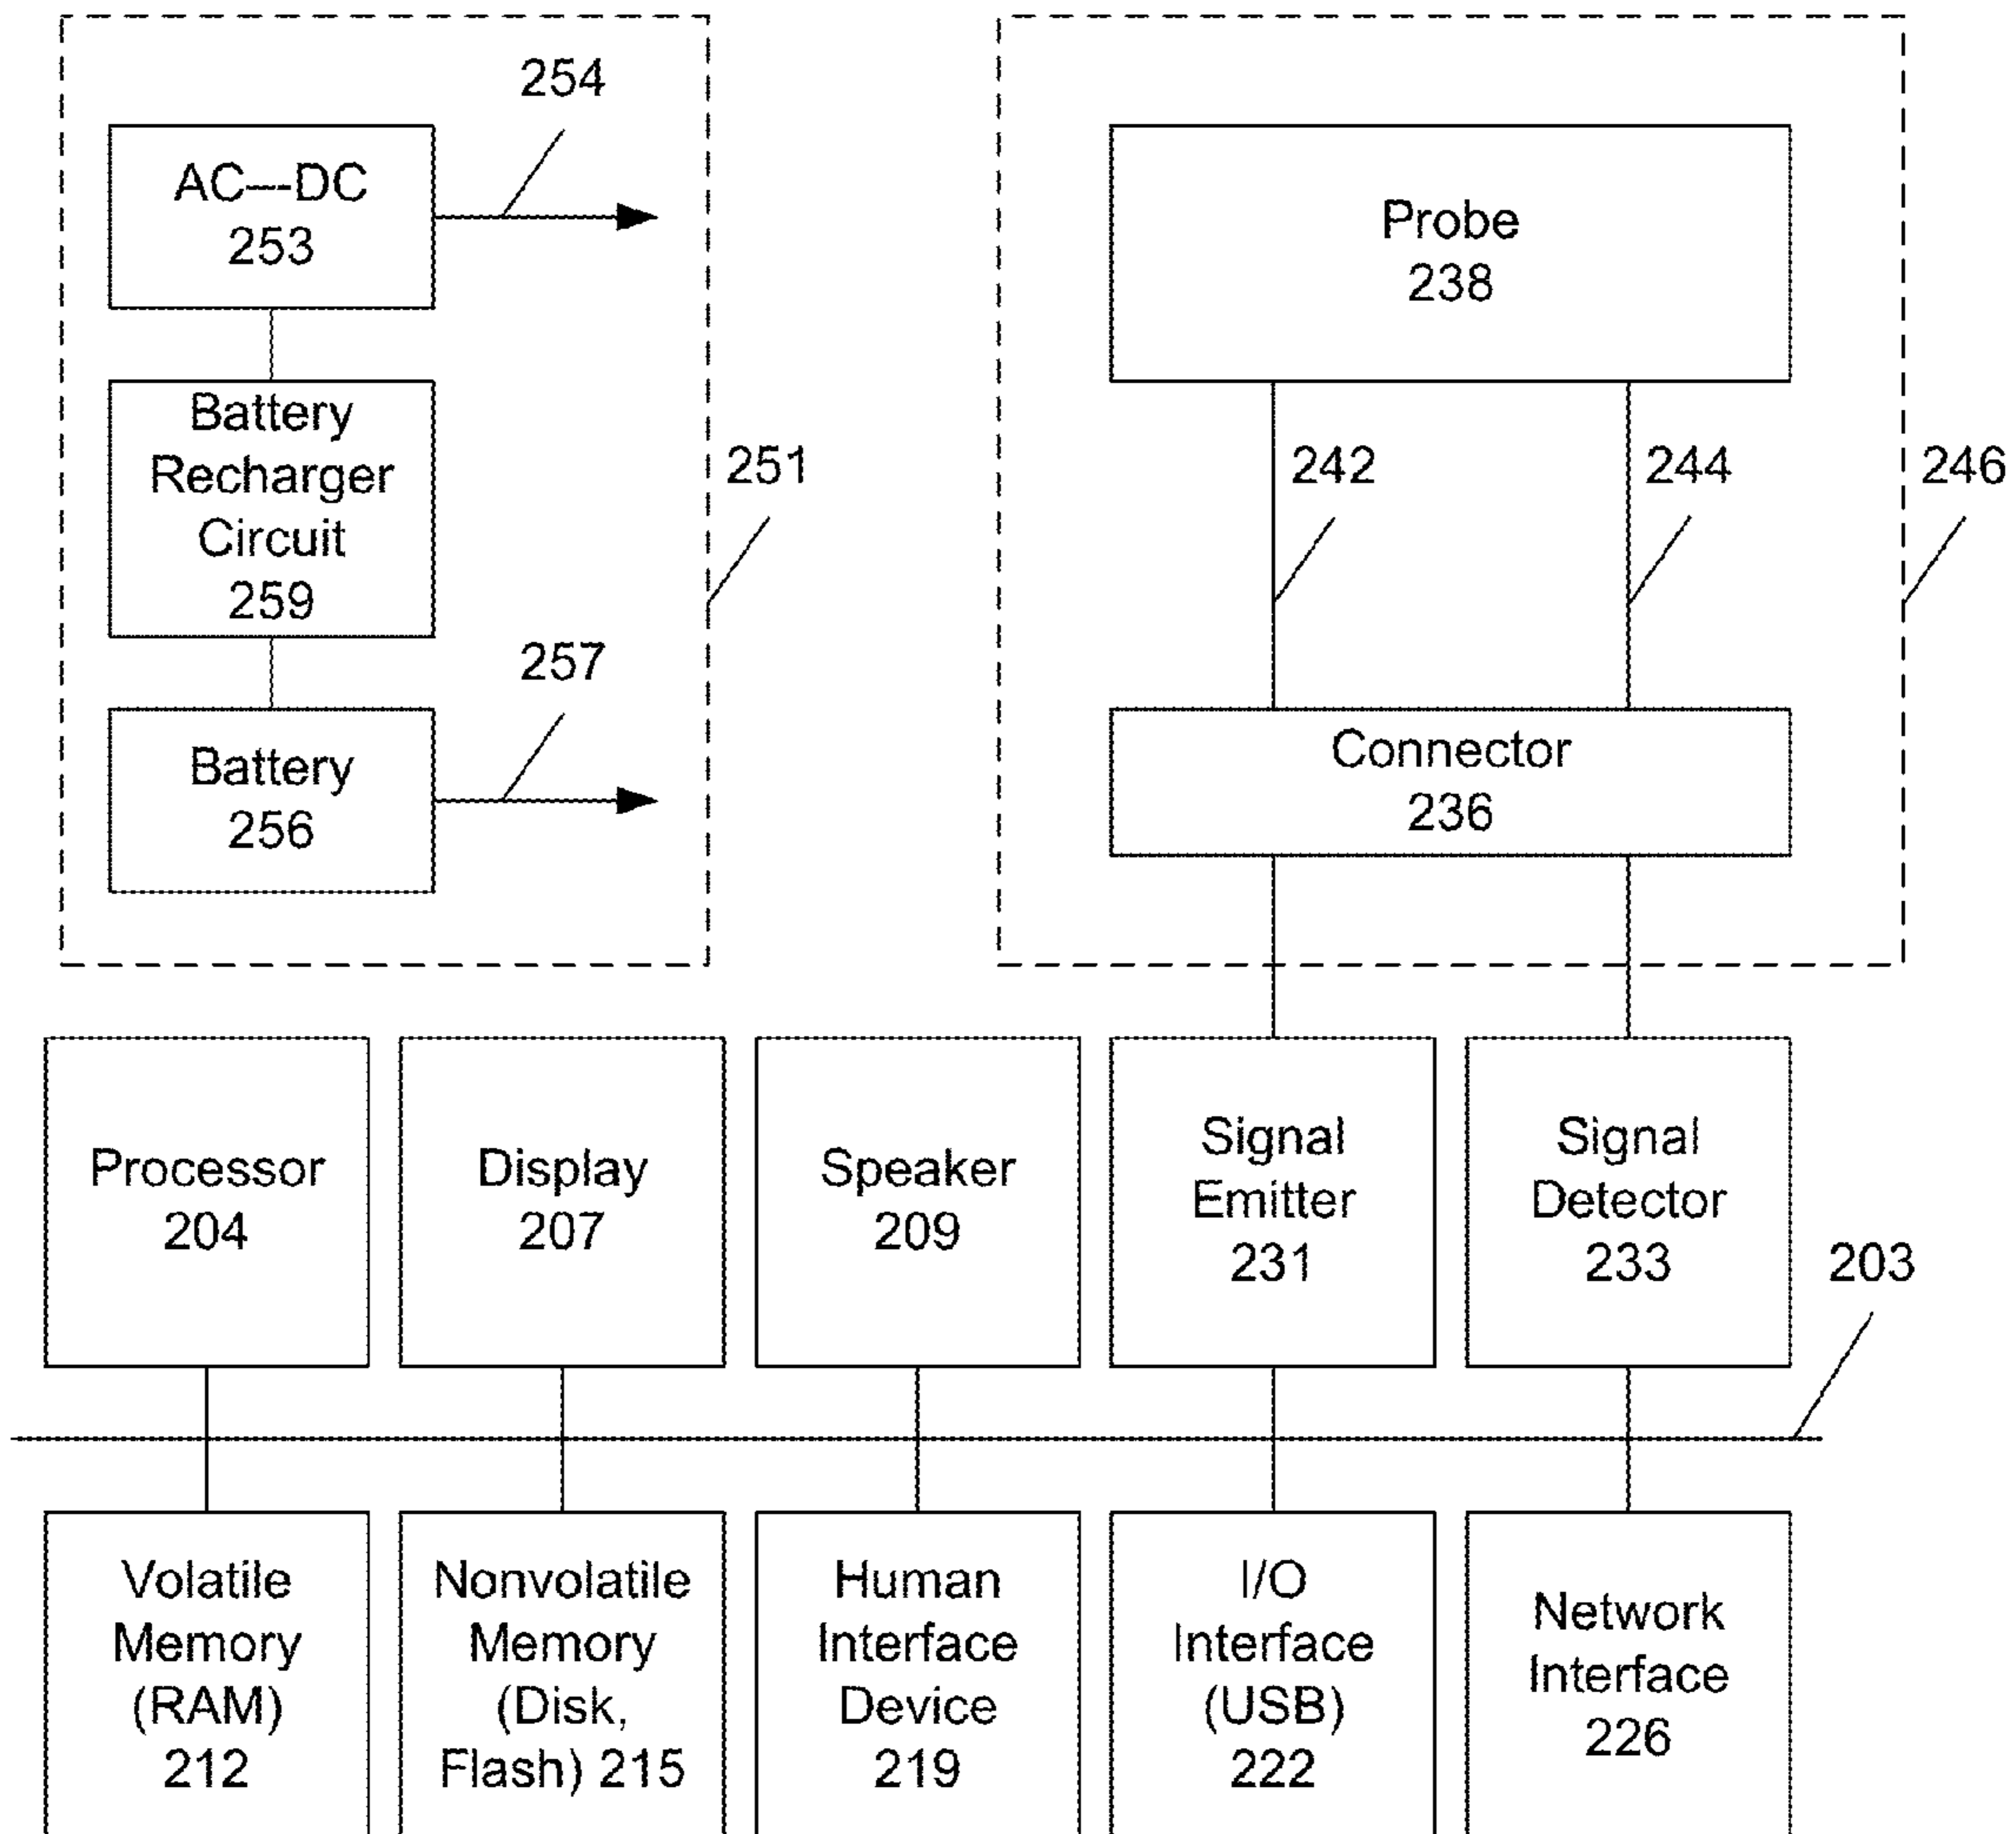 254
AC---DC
253
Battery
Recharger
Circuit
259
251
257
Battery
256
Probe
238
242
244
246
Connector
236
Processor
204
Display
207
Speaker
209
Signal
Emitter
231
Signal
Detector
233
203
Volatile
Memory
(RAM)
212
Nonvolatile
Memory
(Disk,
Flash) 215
Human
Interface
Device
219
I/O
Interface
(USB)
222
Network
Interface
226